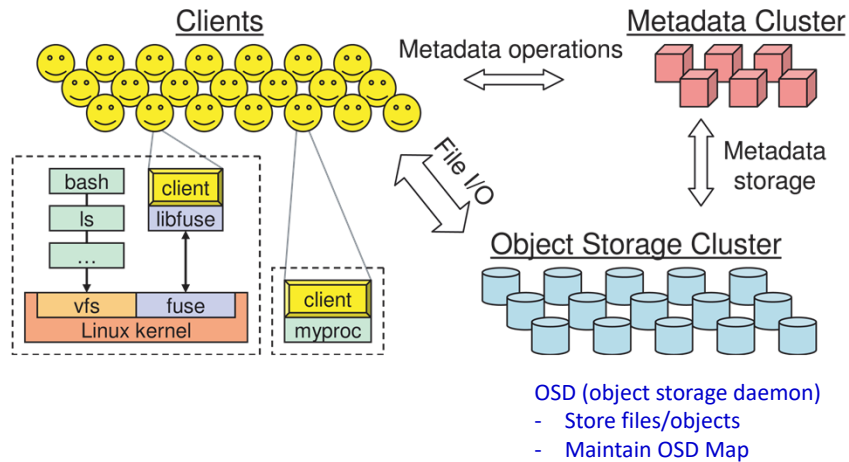 Clients
Metadata Cluster
Metadata operations
File I/O
Metadata
storage
bash
ls
...
client
libfuse
vfs
fuse
Linux kernel
client
myproc
Object Storage Cluster
OSD (object storage daemon)
- Store files/objects
- Maintain OSD Map